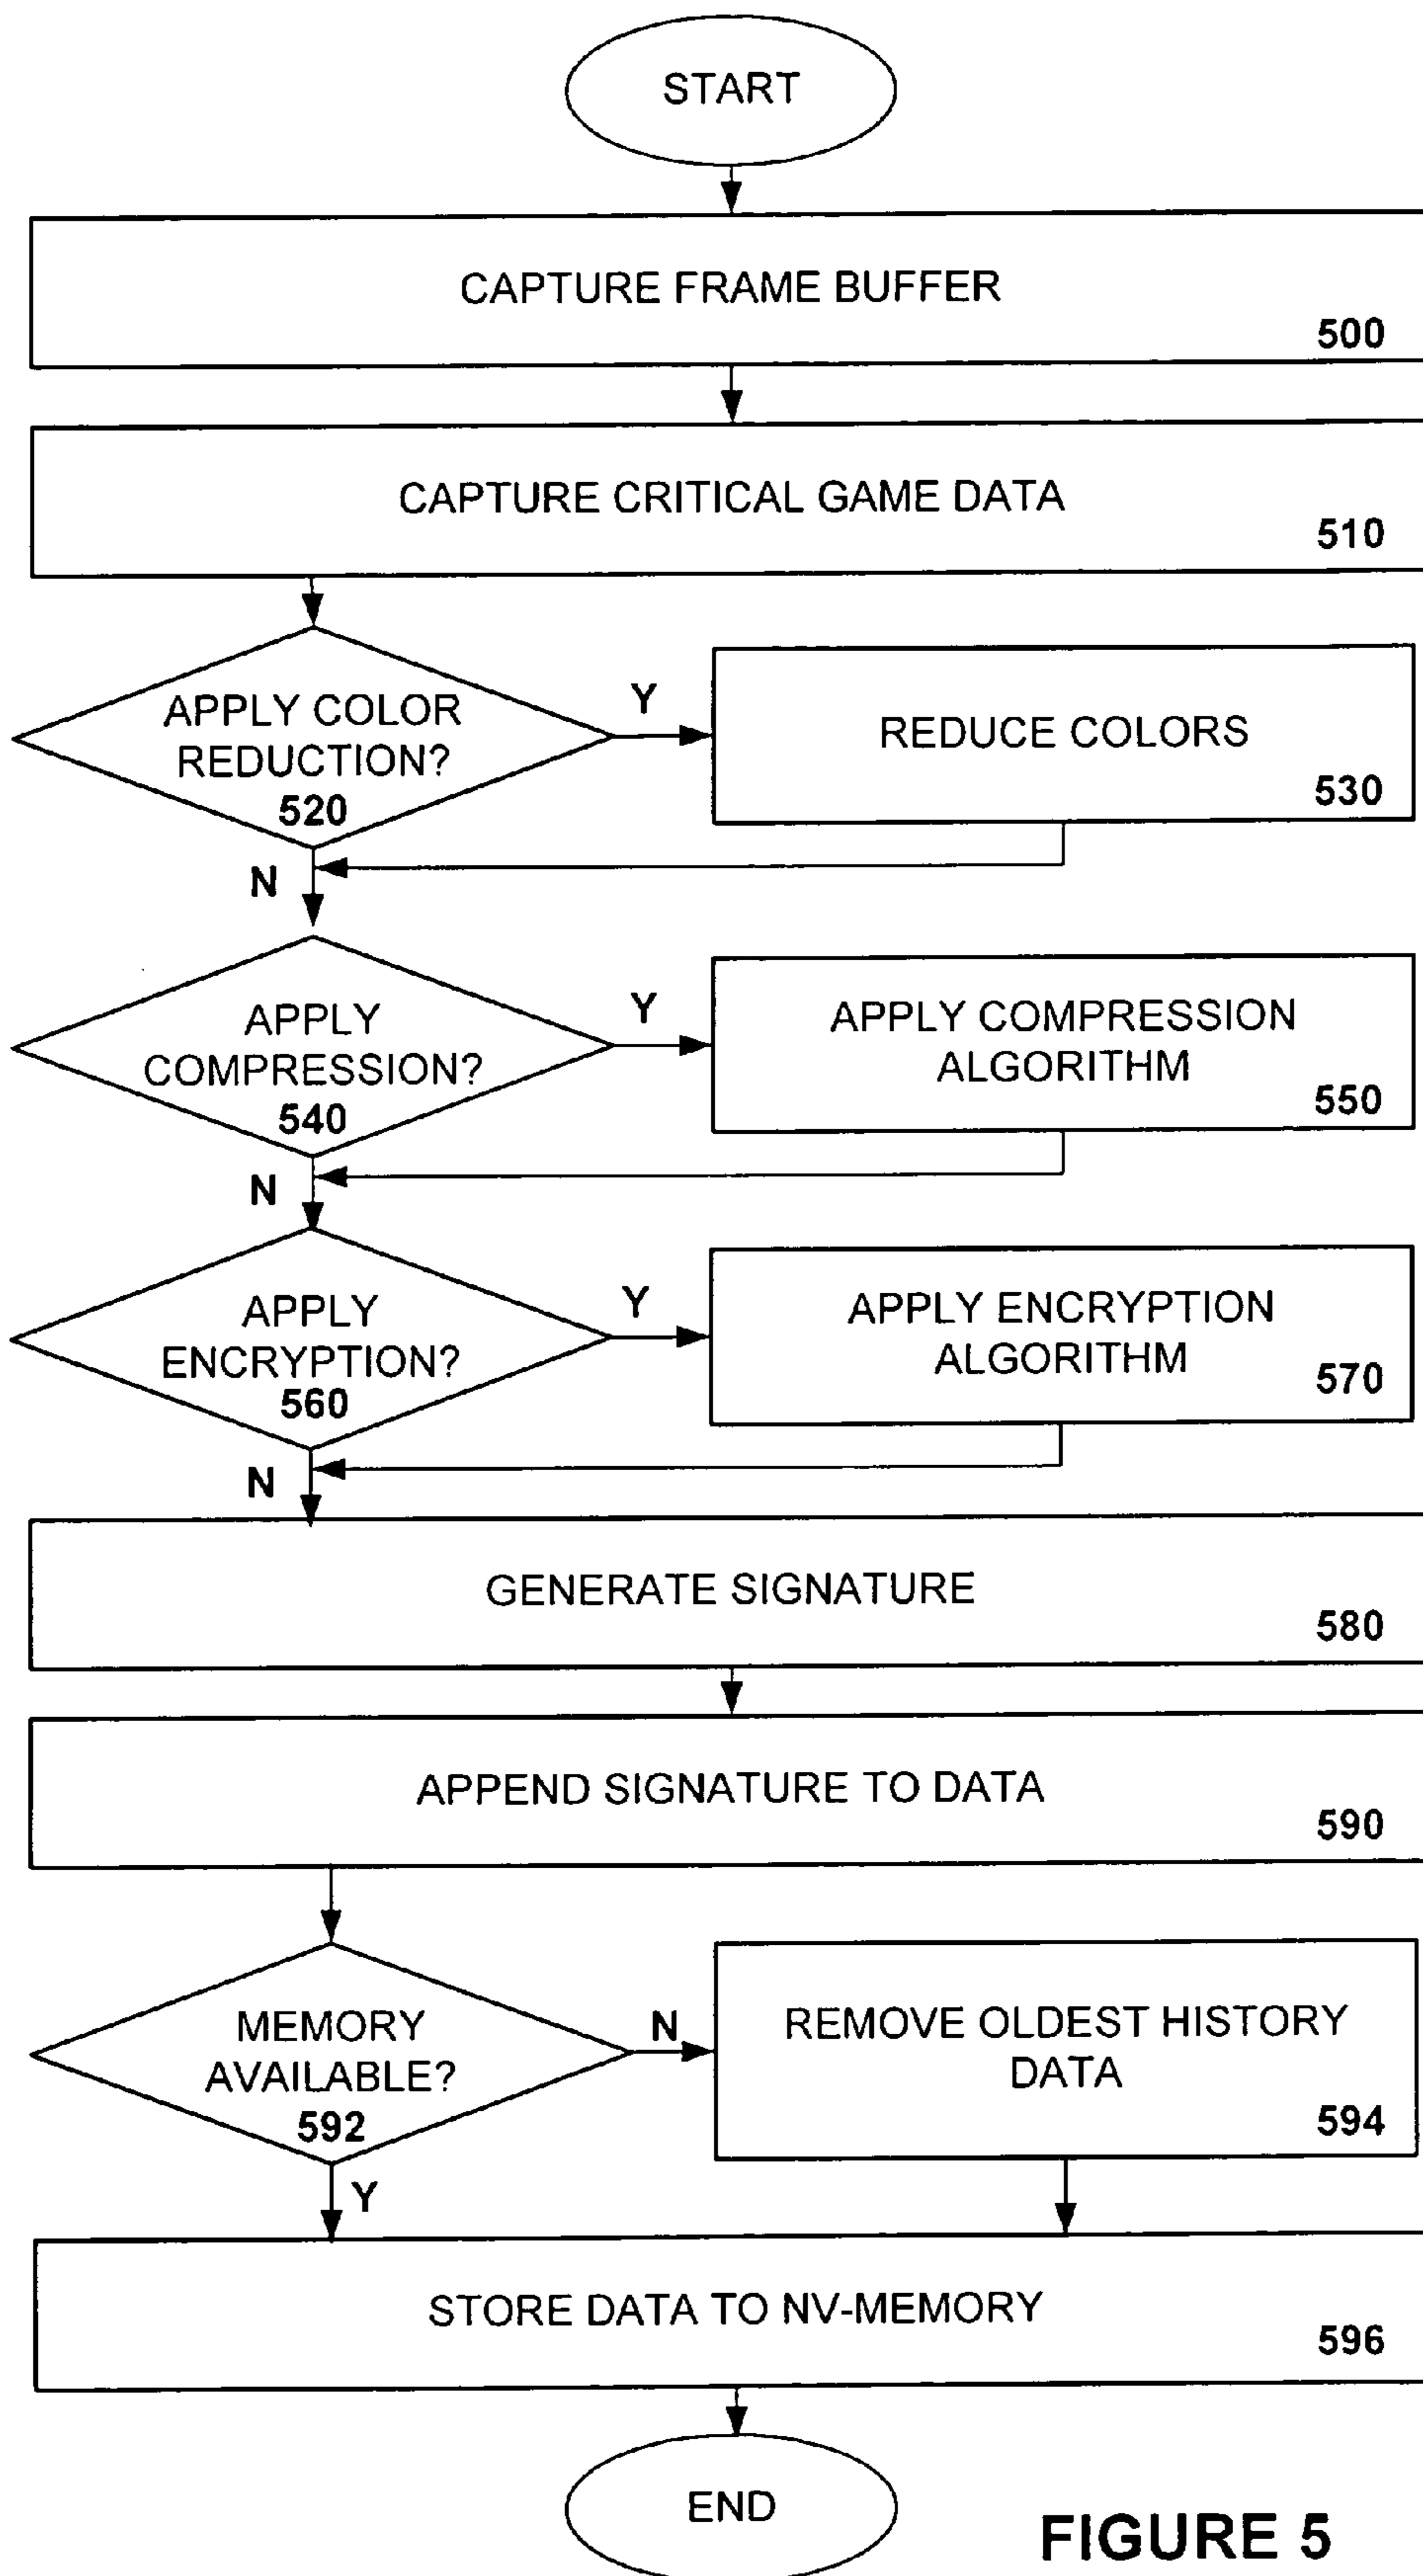 START
CAPTURE FRAME BUFFER
500
CAPTURE CRITICAL GAME DATA
510
APPLY COLOR
REDUCTION?
520
Y
REDUCE COLORS
530
N
APPLY
COMPRESSION?
540
Y
APPLY COMPRESSION
ALGORITHM
550
N
APPLY
ENCRYPTION?
560
Y
APPLY ENCRYPTION
ALGORITHM
570
N
GENERATE SIGNATURE
580
APPEND SIGNATURE TO DATA
590
MEMORY
AVAILABLE?
592
N
REMOVE OLDEST HISTORY
DATA
594
Y
STORE DATA TO NV-MEMORY
596
END
FIGURE 5